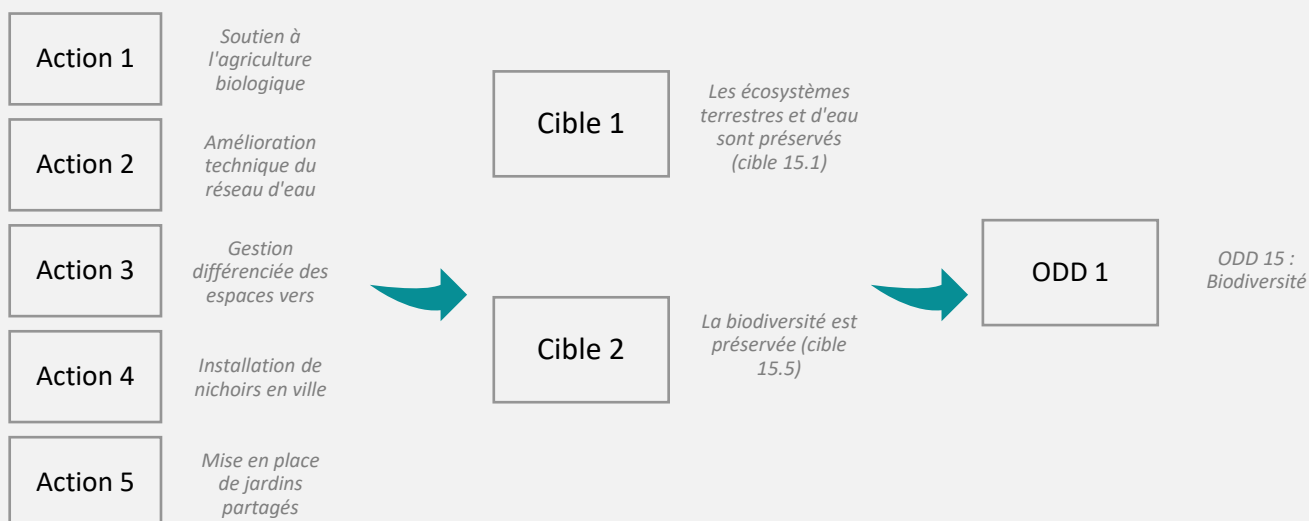 Action 1
Soutien à
l'agriculture
biologique
Action 2
Amélioration
technique du
réseau d'eau
Action 3
Gestion
différenciée des
espaces vers
Action 4
Installation de
nichoirs en ville
Action 5
Mise en place
de jardins
partagés
Cible 1
Les écosystèmes
terrestres et d'eau
sont préservés
(cible 15.1)
Cible 2
La biodiversité est
préservée (cible
15.5)
ODD 1
ODD 15 :
Biodiversité